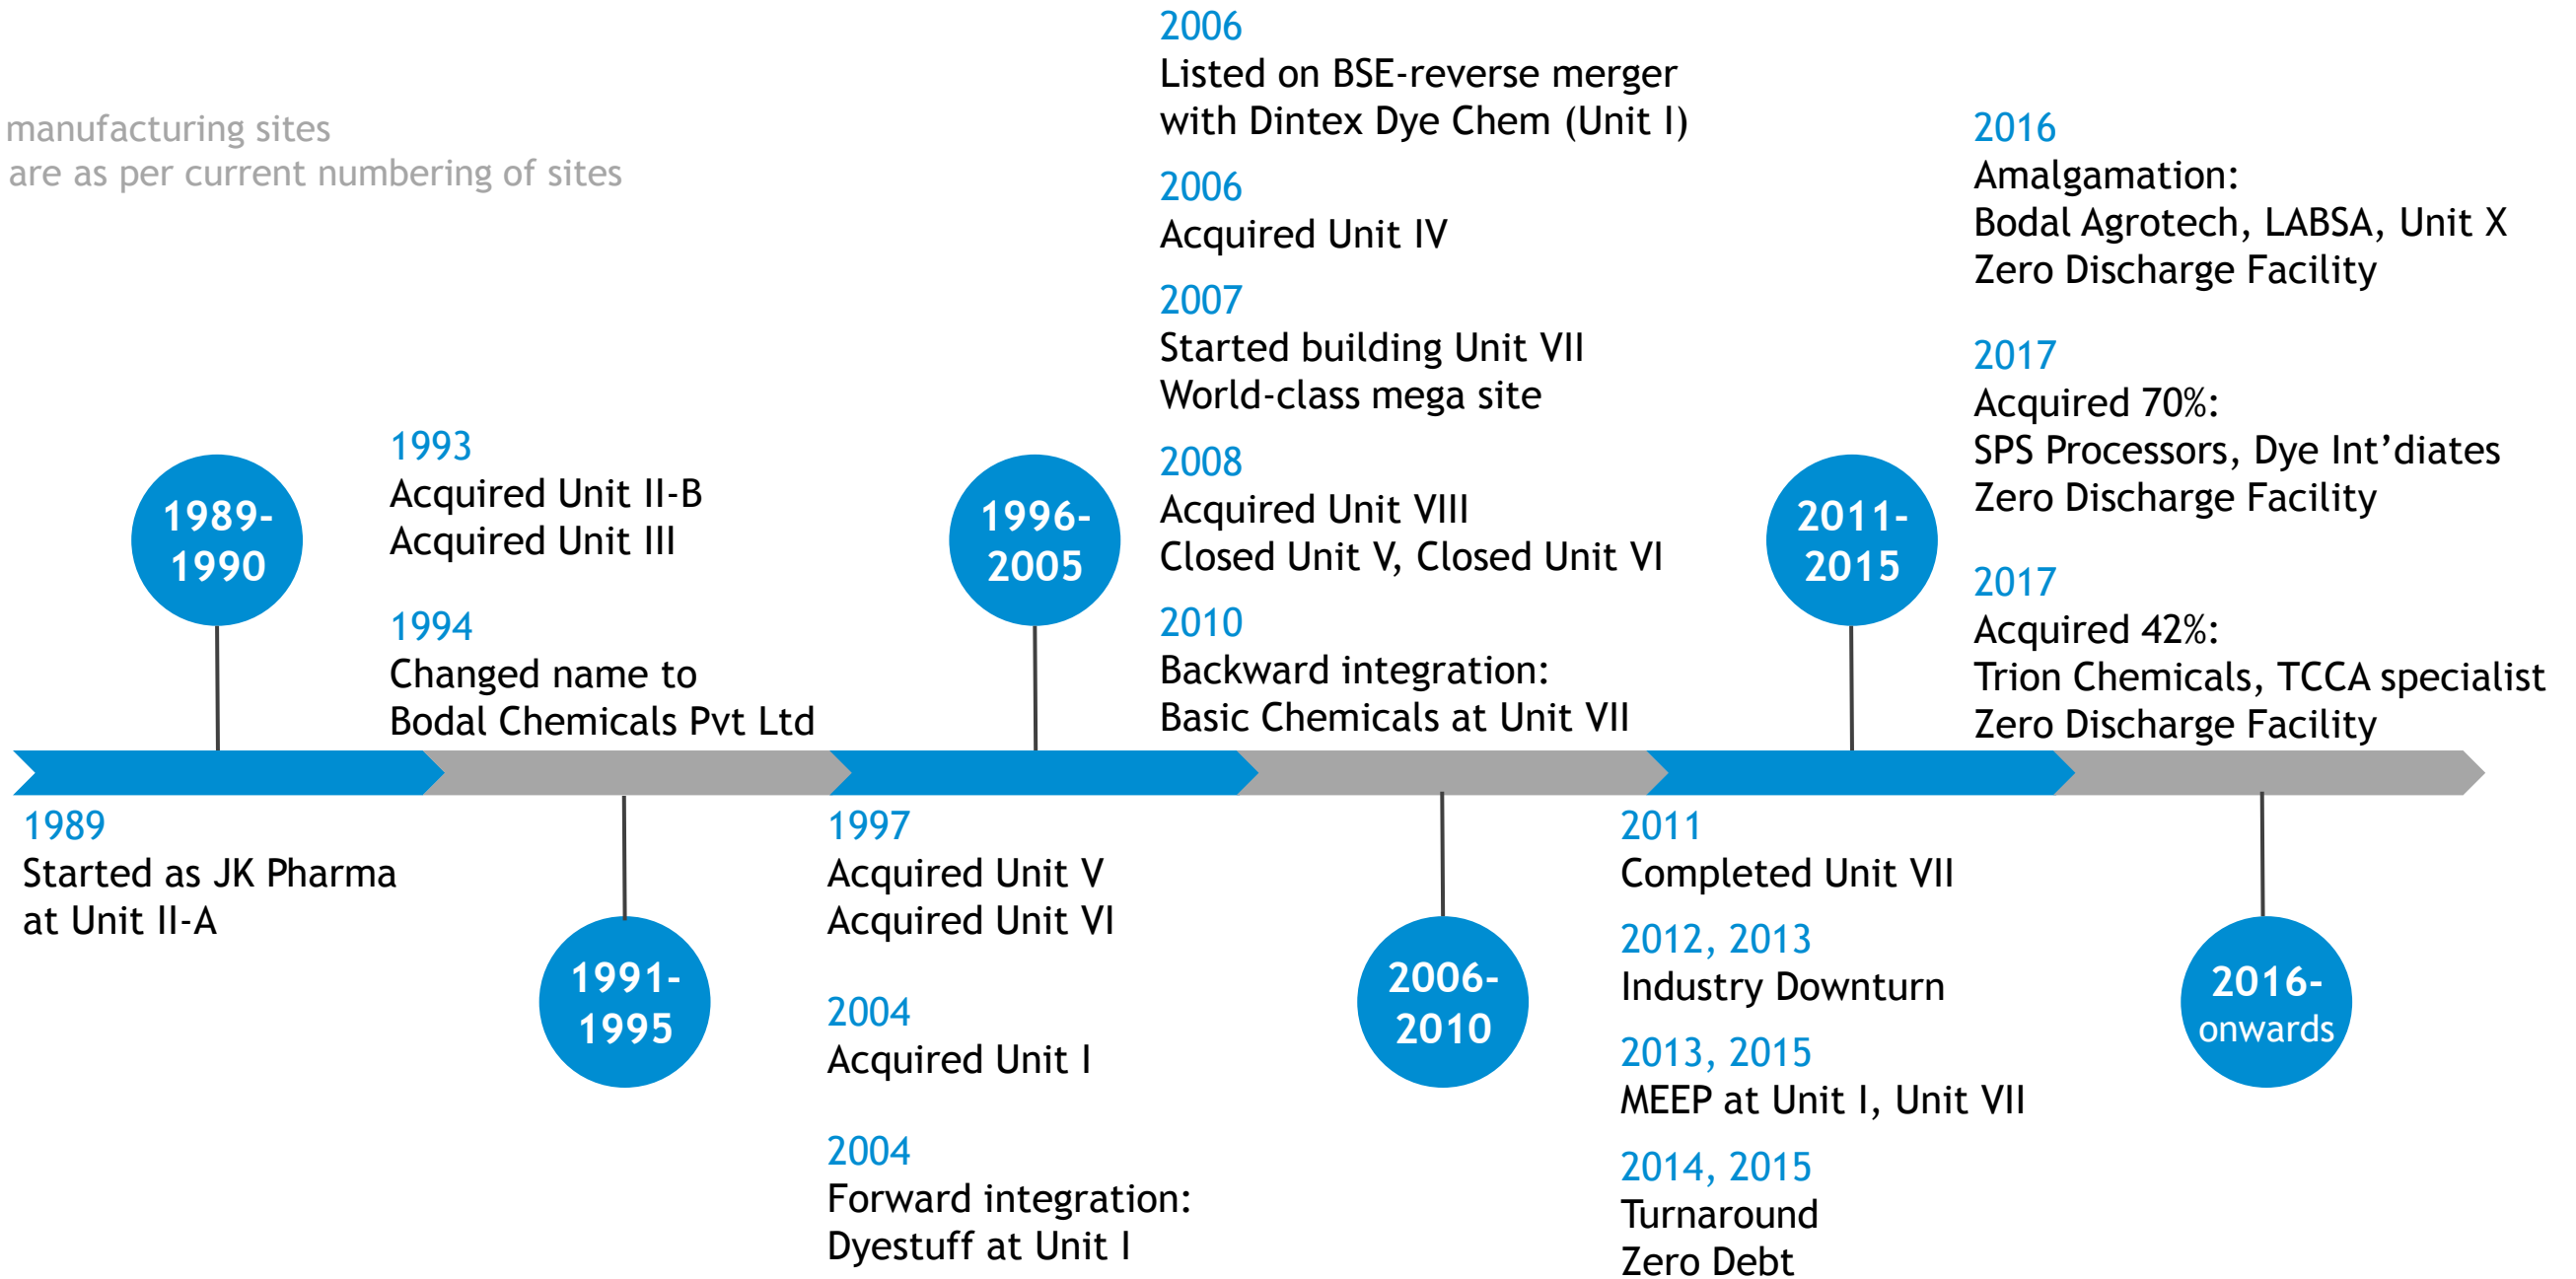 manufacturing sites
are as per current numbering of sites
1989-
1990
1989
Started as JK Pharma
at Unit II-A
1993
Acquired Unit II-B
Acquired Unit III
1994
Changed name to
Bodal Chemicals Pvt Ltd
1991-
1995
1996-
2005
1997
Acquired Unit V
Acquired Unit VI
2004
Acquired Unit I
2004
Forward integration:
Dyestuff at Unit I
2006
Listed on BSE-reverse merger
with Dintex Dye Chem (Unit I)
2006
Acquired Unit IV
2007
Started building Unit VII
World-class mega site
2008
Acquired Unit VIII
Closed Unit V, Closed Unit VI
2010
Backward integration:
Basic Chemicals at Unit VII
2006-
2010
2011-
2015
2011
Completed Unit VII
2012, 2013
Industry Downturn
2013, 2015
MEEP at Unit I, Unit VII
2014, 2015
Turnaround
Zero Debt
2016
Amalgamation:
Bodal Agrotech, LABSA, Unit X
Zero Discharge Facility
2017
Acquired 70%:
SPS Processors, Dye Int’diates
Zero Discharge Facility
2017
Acquired 42%:
Trion Chemicals, TCCA specialist
Zero Discharge Facility
2016-
onwards